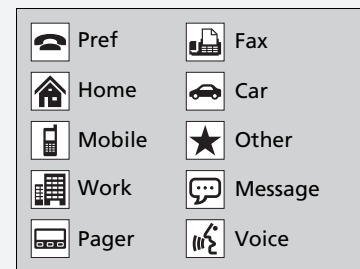 Pref
Fax
Home
Car
Mobile
Other
Work
Message
Pager
Voice